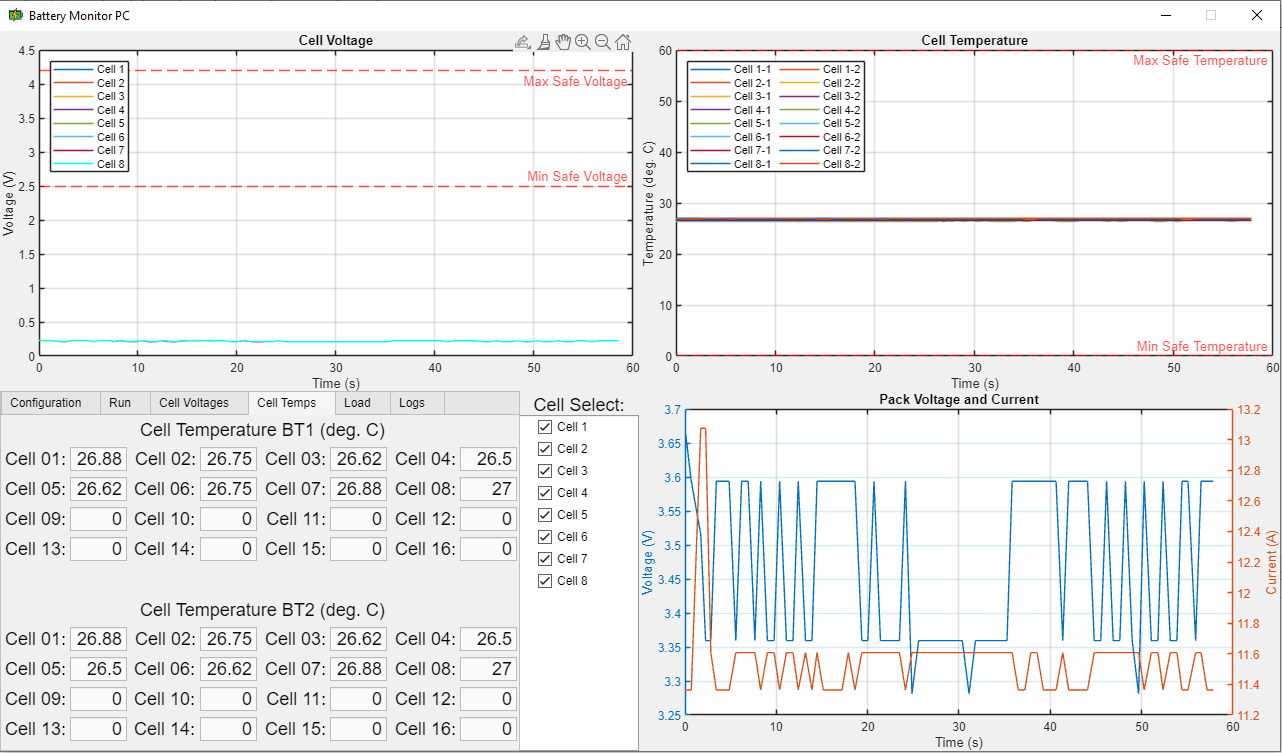 Battery Monitor PC
Cell Voltage
4.5
4
3.5
3
2.5
2
1.5
1
0.5
0
Voltage (V)
Cell 1
Cell 2
Cell 3
Cell 4
Cell 5
Cell 6
Cell 7
Cell 8
Max Safe Voltage
Min Safe Voltage
0 10 20 30 40 50 60
Time (s)
Cell Temperature
60
50
40
30
20
10
0
Temperature (deg. C)
Cell 1-1 Cell 1-2
Cell 2-1 Cell 2-2
Cell 3-1 Cell 3-2
Cell 4-1 Cell 4-2
Cell 5-1 Cell 5-2
Cell 6-1 Cell 6-2
Cell 7-1 Cell 7-2
Cell 8-1 Cell 8-2
Max Safe Temperature
Min Safe Temperature
0 10 20 30 40 50 60
Time (s)
Configuration Run Cell Voltages Cell Temps Load Logs
Cell Temperature BT1 (deg. C)
Cell 01: 26.88 Cell 02: 26.75 Cell 03: 26.62 Cell 04: 26.5
Cell 05: 26.62 Cell 06: 26.75 Cell 07: 26.88 Cell 08: 27
Cell 09: 0 Cell 10: 0 Cell 11: 0 Cell 12: 0
Cell 13: 0 Cell 14: 0 Cell 15: 0 Cell 16: 0
Cell Temperature BT2 (deg. C)
Cell 01: 26.88 Cell 02: 26.75 Cell 03: 26.62 Cell 04: 26.5
Cell 05: 26.5 Cell 06: 26.62 Cell 07: 26.88 Cell 08: 27
Cell 09: 0 Cell 10: 0 Cell 11: 0 Cell 12: 0
Cell 13: 0 Cell 14: 0 Cell 15: 0 Cell 16: 0
Cell Select:
Cell 1
Cell 2
Cell 3
Cell 4
Cell 5
Cell 6
Cell 7
Cell 8
Pack Voltage and Current
3.7
3.65
3.6
3.55
3.5
3.45
3.4
3.35
3.3
3.25
Voltage (V)
13.2
13
12.8
12.6
12.4
12.2
12
11.8
11.6
11.4
11.2
Current (A)
0 10 20 30 40 50 60
Time (s)